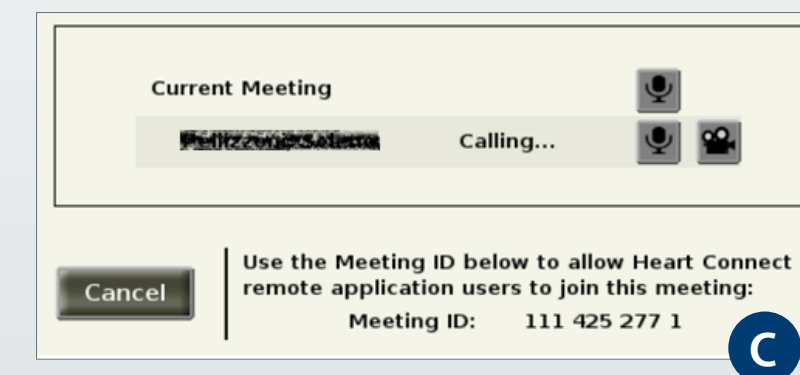 Current Meeting
Calling...
Use the Meeting ID below to allow Heart Connect
remote application users to join this meeting:
Cancel
Meeting ID: 111 425 277 1
C